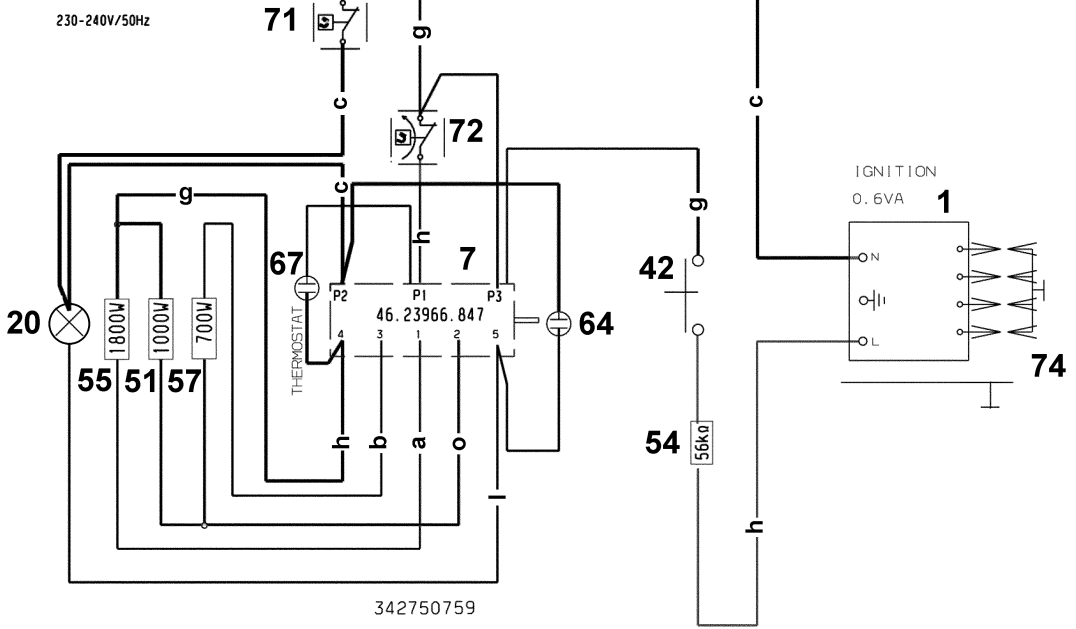 230-240V/50Hz
71
g
c
c
72
IGNITION
0.6VA
1
g
c
g
h
67
7
42
N
P2
P1
P3
20
46.23966.847
64
1800W
1000W
700W
THERMOSTAT
4
3
1
2
5
L
74
55
51
57
h
b
a
o
54
56kΩ
l
h
342750759